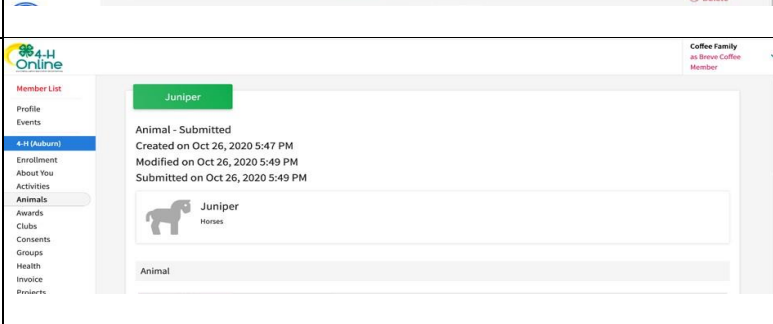 4-H
Online
Coffee Family
as Breve Coffee
Member
Member List
Profile
Events
4-H (Auburn)
Enrollment
About You
Activities
Animals
Awards
Clubs
Consents
Groups
Health
Invoice
Projects
Juniper
Animal - Submitted
Created on Oct 26, 2020 5:47 PM
Modified on Oct 26, 2020 5:49 PM
Submitted on Oct 26, 2020 5:49 PM
Juniper
Horses
Animal